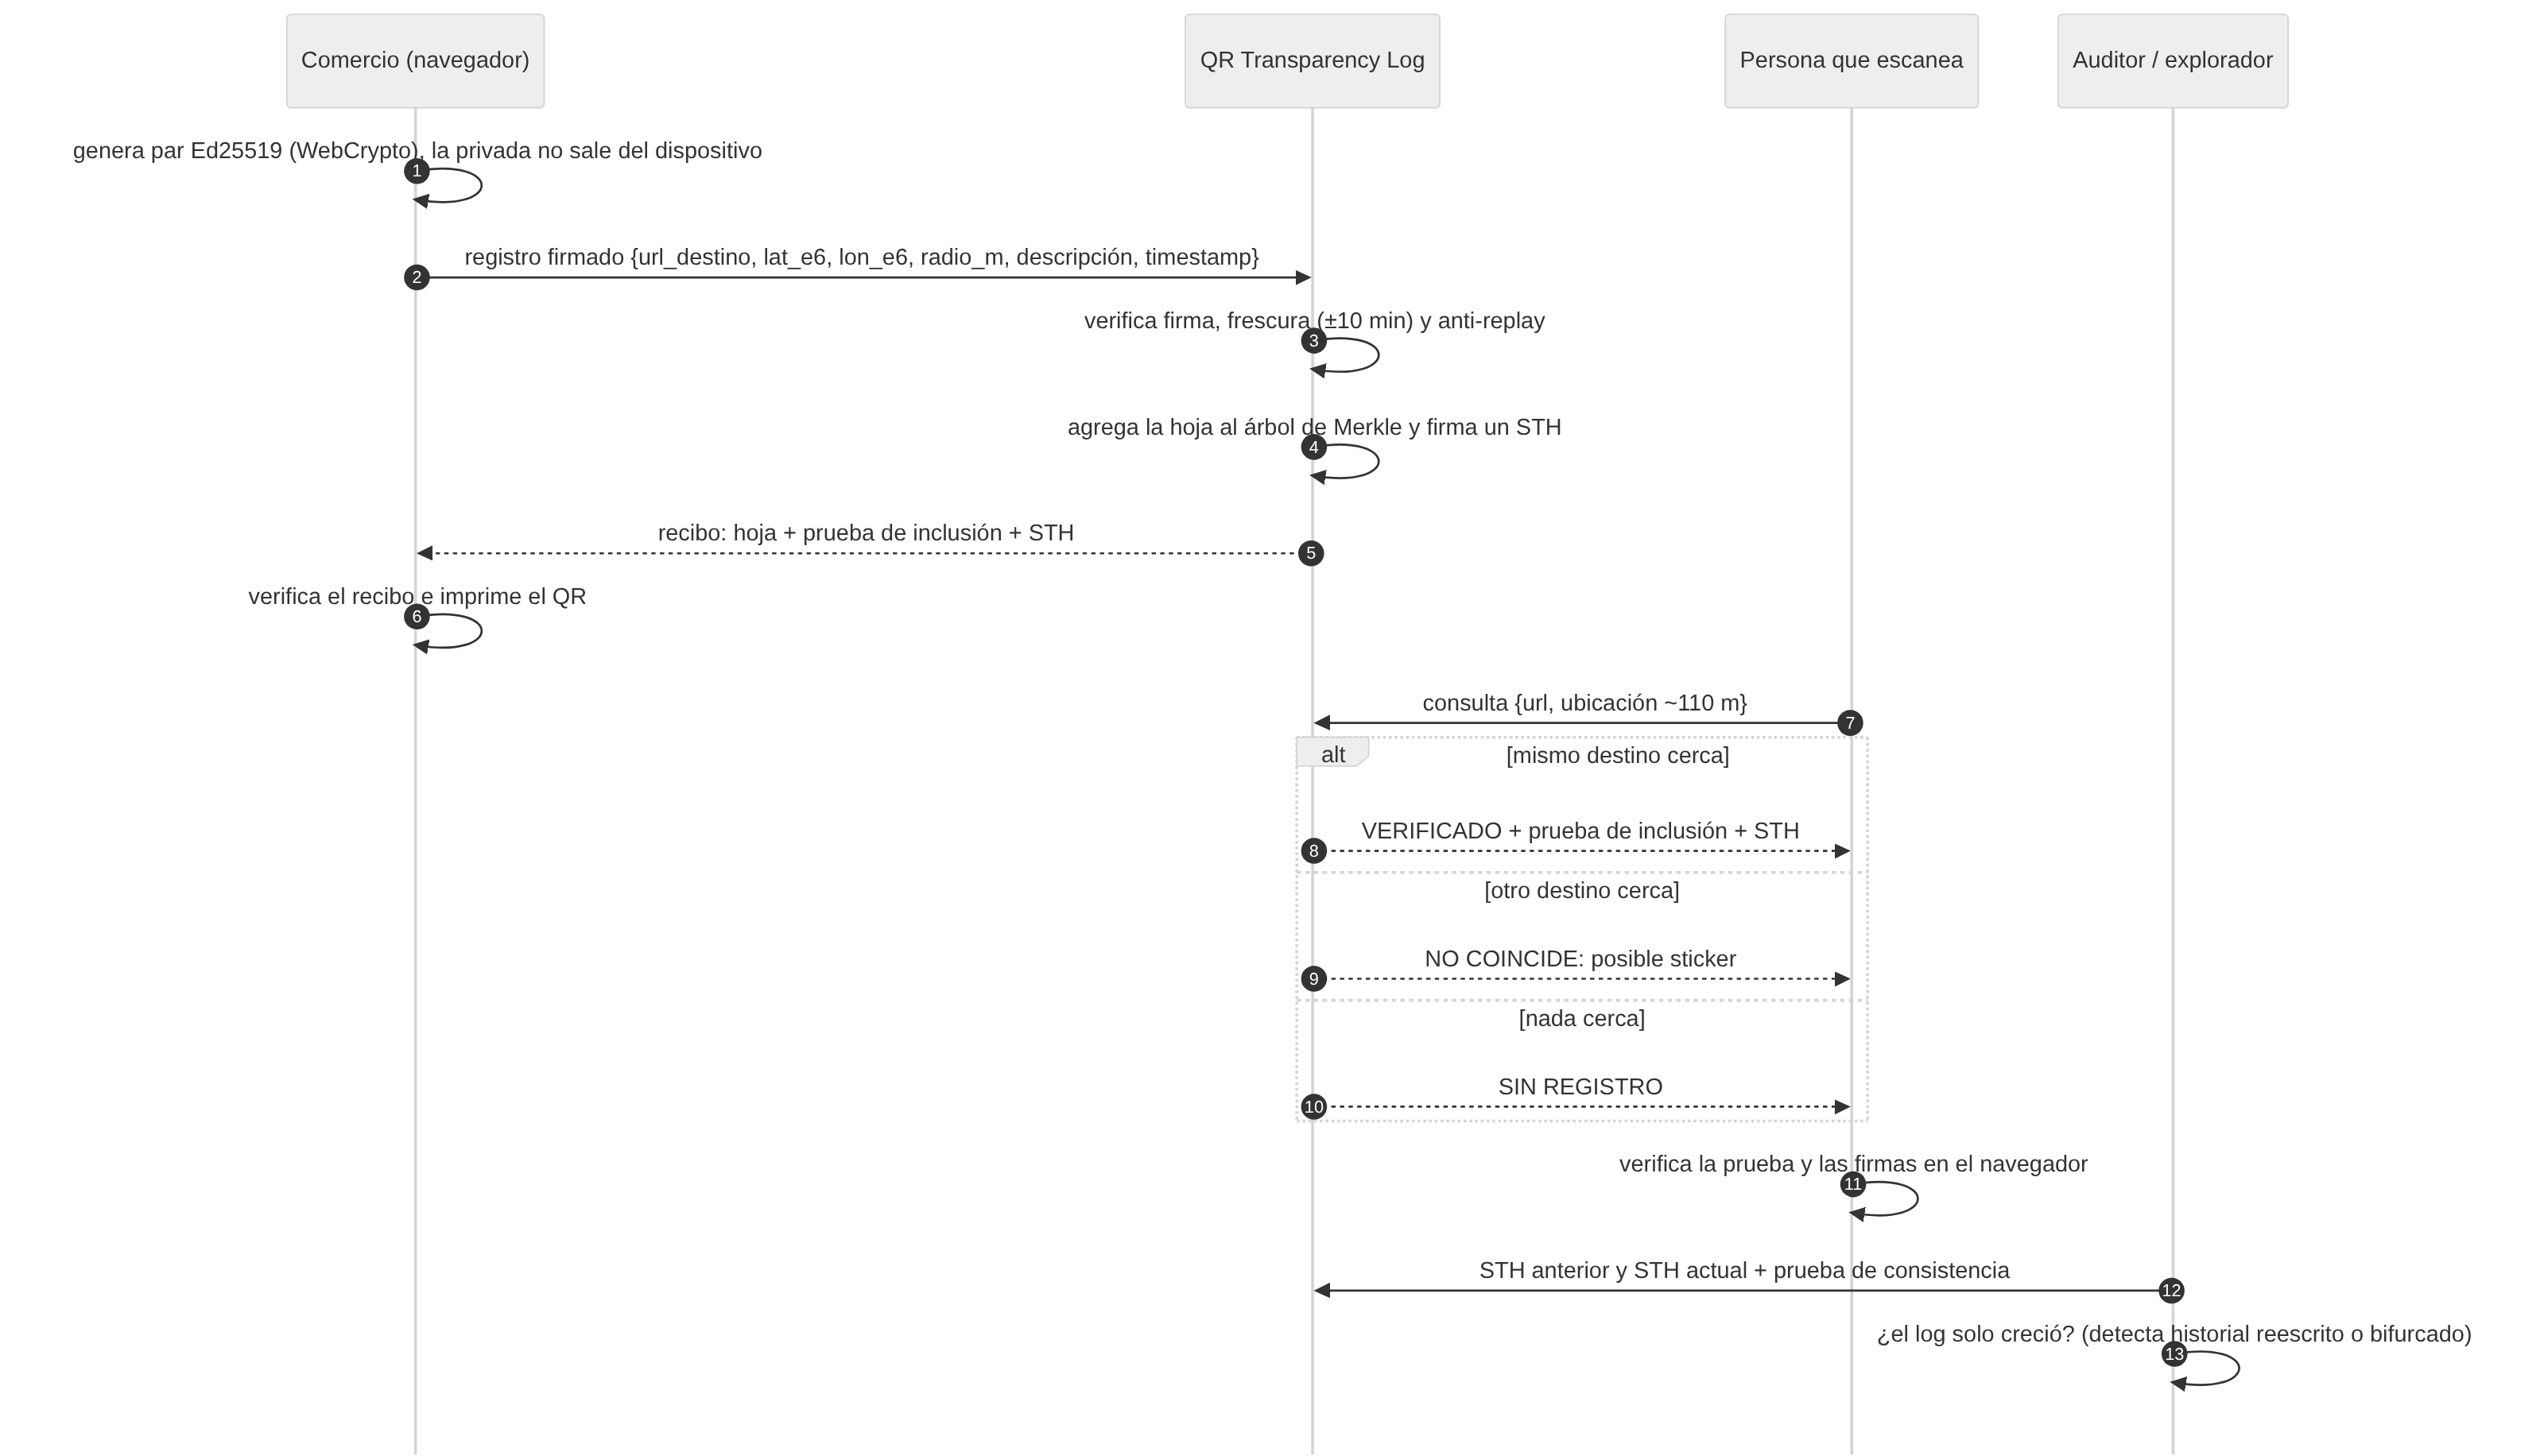 Comercio (navegador)
QR Transparency Log
Persona que escanea
Auditor / explorador
genera par Ed25519 (WebCrypto), la privada no sale del dispositivo
1
registro firmado {url_destino, lat_e6, lon_e6, radio_m, descripción, timestamp}
2
verifica firma, frescura (±10 min) y anti-replay
3
agrega la hoja al árbol de Merkle y firma un STH
4
recibo: hoja + prueba de inclusión + STH
5
verifica el recibo e imprime el QR
6
consulta {url, ubicación ~110 m}
7
alt
[mismo destino cerca]
VERIFICADO + prueba de inclusión + STH
8
[otro destino cerca]
NO COINCIDE: posible sticker
9
[nada cerca]
SIN REGISTRO
10
verifica la prueba y las firmas en el navegador
11
STH anterior y STH actual + prueba de consistencia
12
¿el log solo creció? (detecta historial reescrito o bifurcado)
13